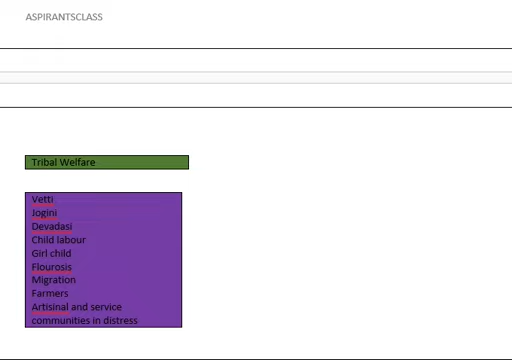 ASPIRANTSCLASS
Tribal Welfare
Vetti
Jogini
Devadasi
Child labour
Girl child
Flourosis
Migration
Farmers
Artisinal and service
communities in distress